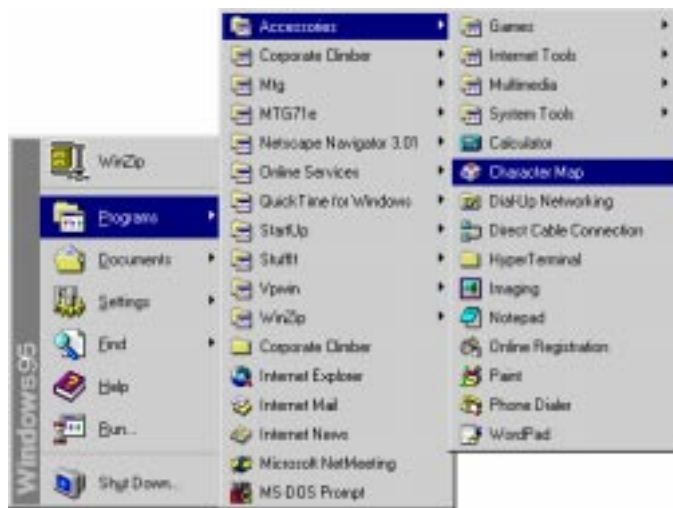 WinZip
Programs
Documents
Settings
Find
Help
Run...
Shut Down...
Windows95
Accessories
Corporate Climber
Mtg
MTG71e
Netscape Navigator 3.01
Online Services
QuickTime for Windows
StartUp
StuffIt
Vpwin
WinZip
Corporate Climber
Internet Explorer
Internet Mail
Internet News
Microsoft NetMeeting
MS-DOS Prompt
Games
Internet Tools
Multimedia
System Tools
Calculator
Character Map
Dial-Up Networking
Direct Cable Connection
HyperTerminal
Imaging
Notepad
Online Registration
Paint
Phone Dialer
WordPad